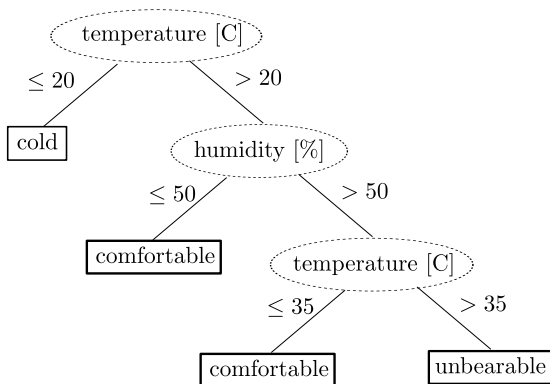 temperature [C]
≤ 20
> 20
cold
humidity [%]
≤ 50
> 50
comfortable
temperature [C]
≤ 35
> 35
comfortable
unbearable